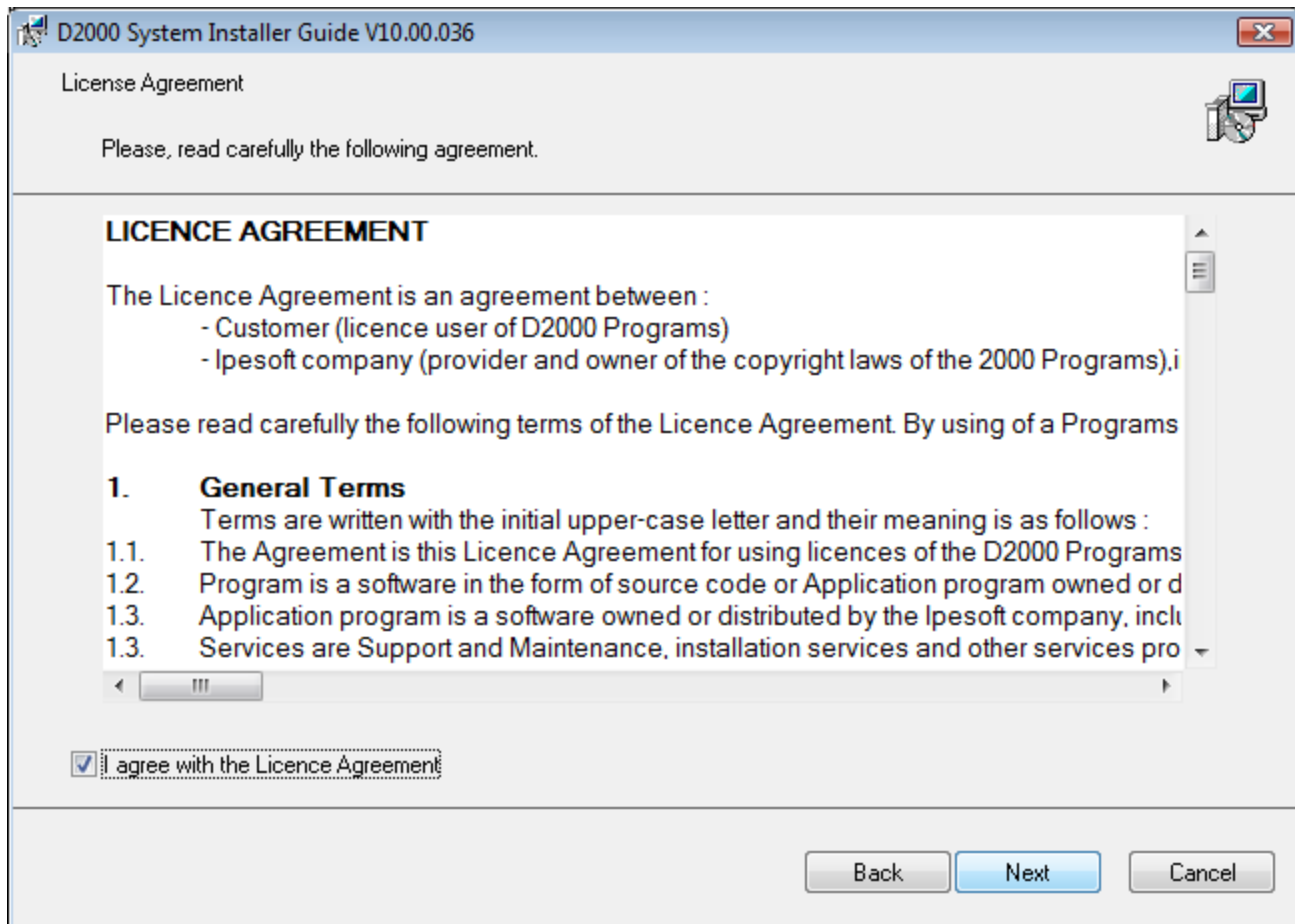 D2000 System Installer Guide V10.00.036
License Agreement
Please, read carefully the following agreement.
LICENCE AGREEMENT
The Licence Agreement is an agreement between :
- Customer (licence user of D2000 Programs)
- Ipesoft company (provider and owner of the copyright laws of the 2000 Programs),i
Please read carefully the following terms of the Licence Agreement. By using of a Programs
1. General Terms
Terms are written with the initial upper-case letter and their meaning is as follows :
1.1. The Agreement is this Licence Agreement for using licences of the D2000 Programs
1.2. Program is a software in the form of source code or Application program owned or d
1.3. Application program is a software owned or distributed by the Ipesoft company, inclu
1.3. Services are Support and Maintenance, installation services and other services pro
I agree with the Licence Agreement
Back Next Cancel